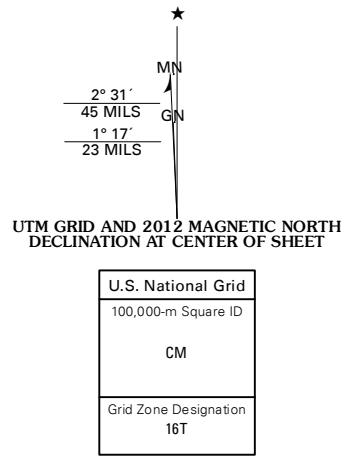 ★
MN
2° 31´
45 MILS
GN
1° 17´
23 MILS
UTM GRID AND 2012 MAGNETIC NORTH
DECLINATION AT CENTER OF SHEET
U.S. National Grid
100,000-m Square ID
CM
Grid Zone Designation
16T